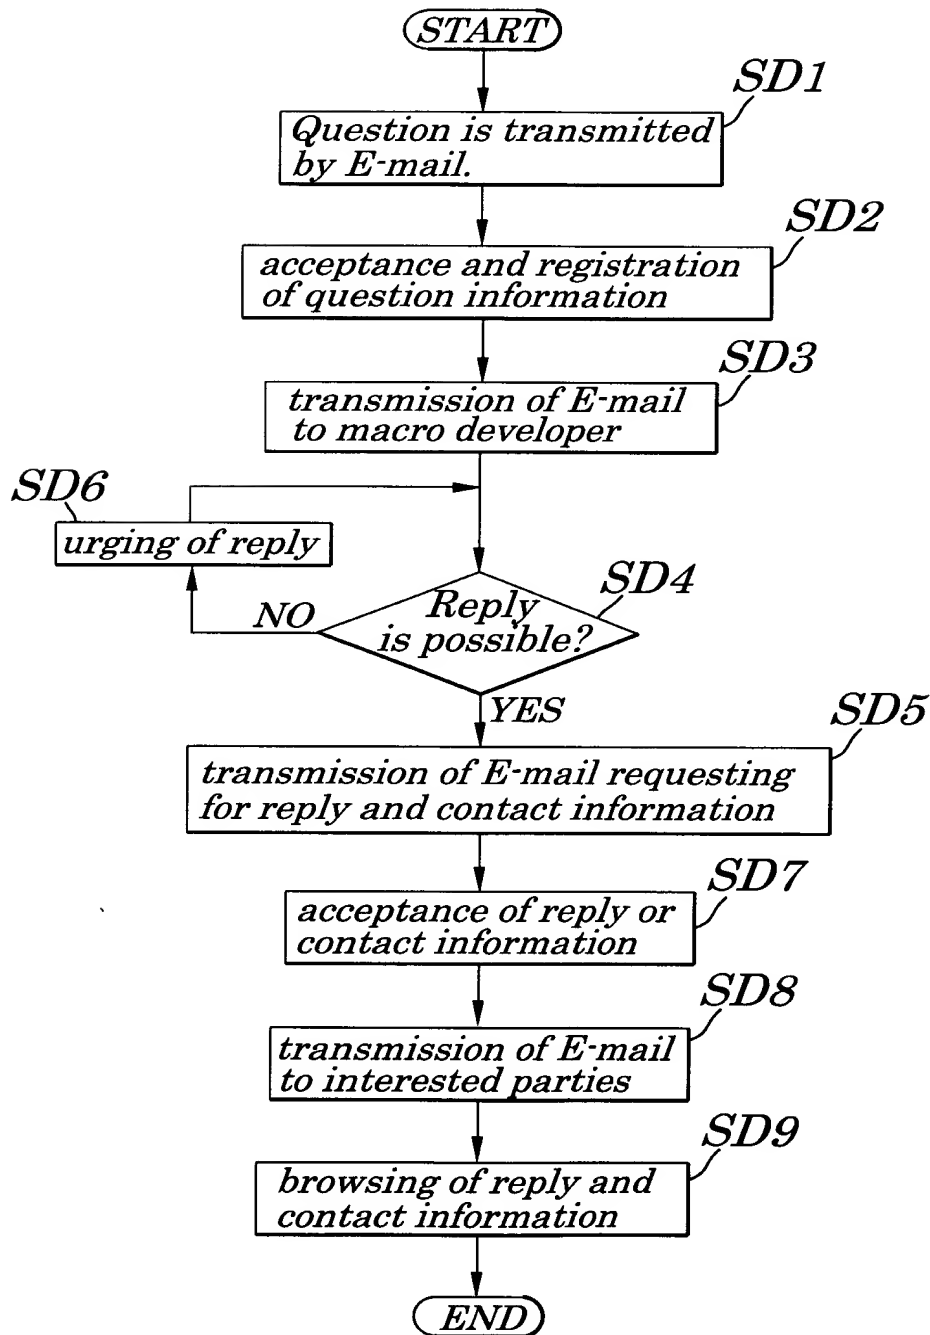 START
SD1
Question is transmitted
by E-mail.
SD2
acceptance and registration
of question information
SD3
transmission of E-mail
to macro developer
SD6
urging of reply
SD4
NO
Reply
is possible?
YES
SD5
transmission of E-mail requesting
for reply and contact information
SD7
acceptance of reply or
contact information
SD8
transmission of E-mail
to interested parties
SD9
browsing of reply and
contact information
END